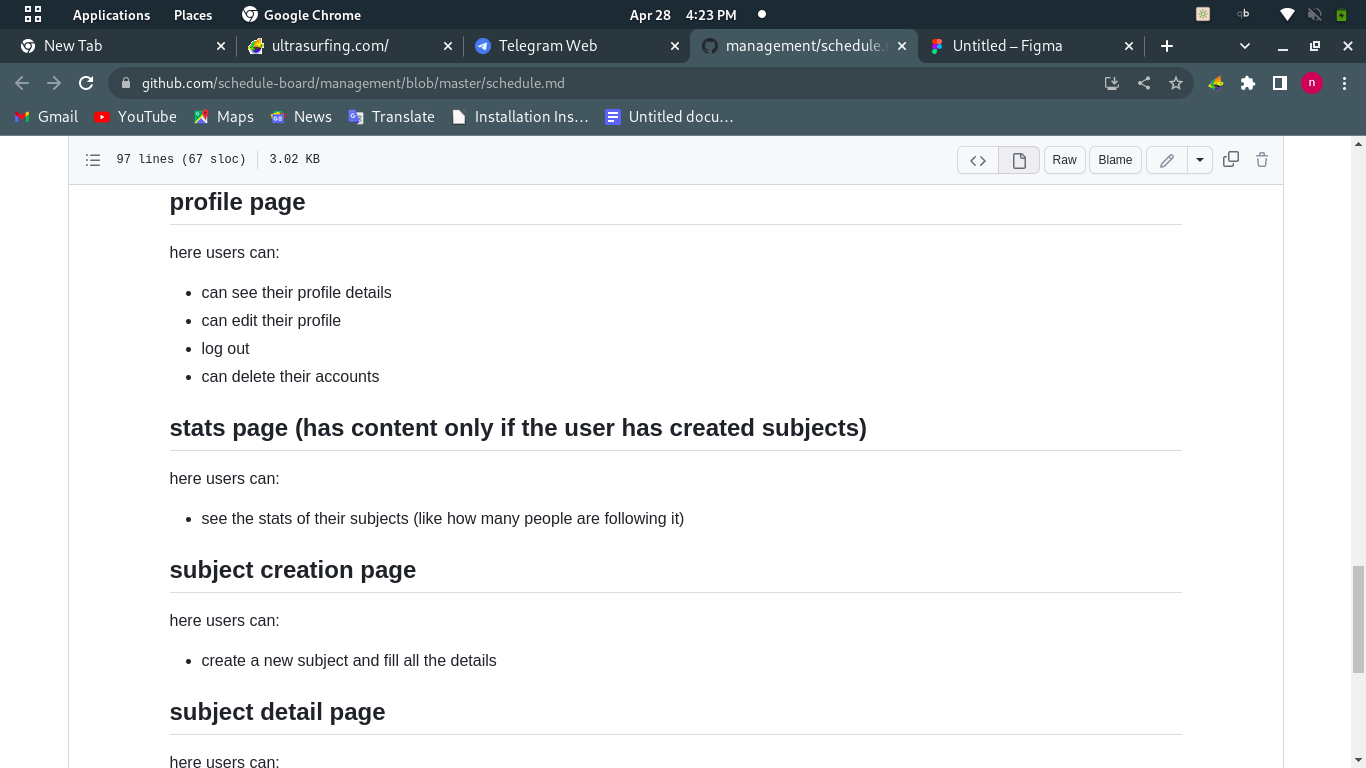 Applications Places Google Chrome Apr 28 4:23 PM qb
New Tab ultrasurfing.com/ Telegram Web management/schedule. Untitled – Figma
github.com/schedule-board/management/blob/master/schedule.md n
Gmail YouTube Maps News Translate Installation Ins… Untitled docu…
97 lines (67 sloc) 3.02 KB Raw Blame
profile page
here users can:
can see their profile details
can edit their profile
log out
can delete their accounts
stats page (has content only if the user has created subjects)
here users can:
see the stats of their subjects (like how many people are following it)
subject creation page
here users can:
create a new subject and fill all the details
subject detail page
here users can: